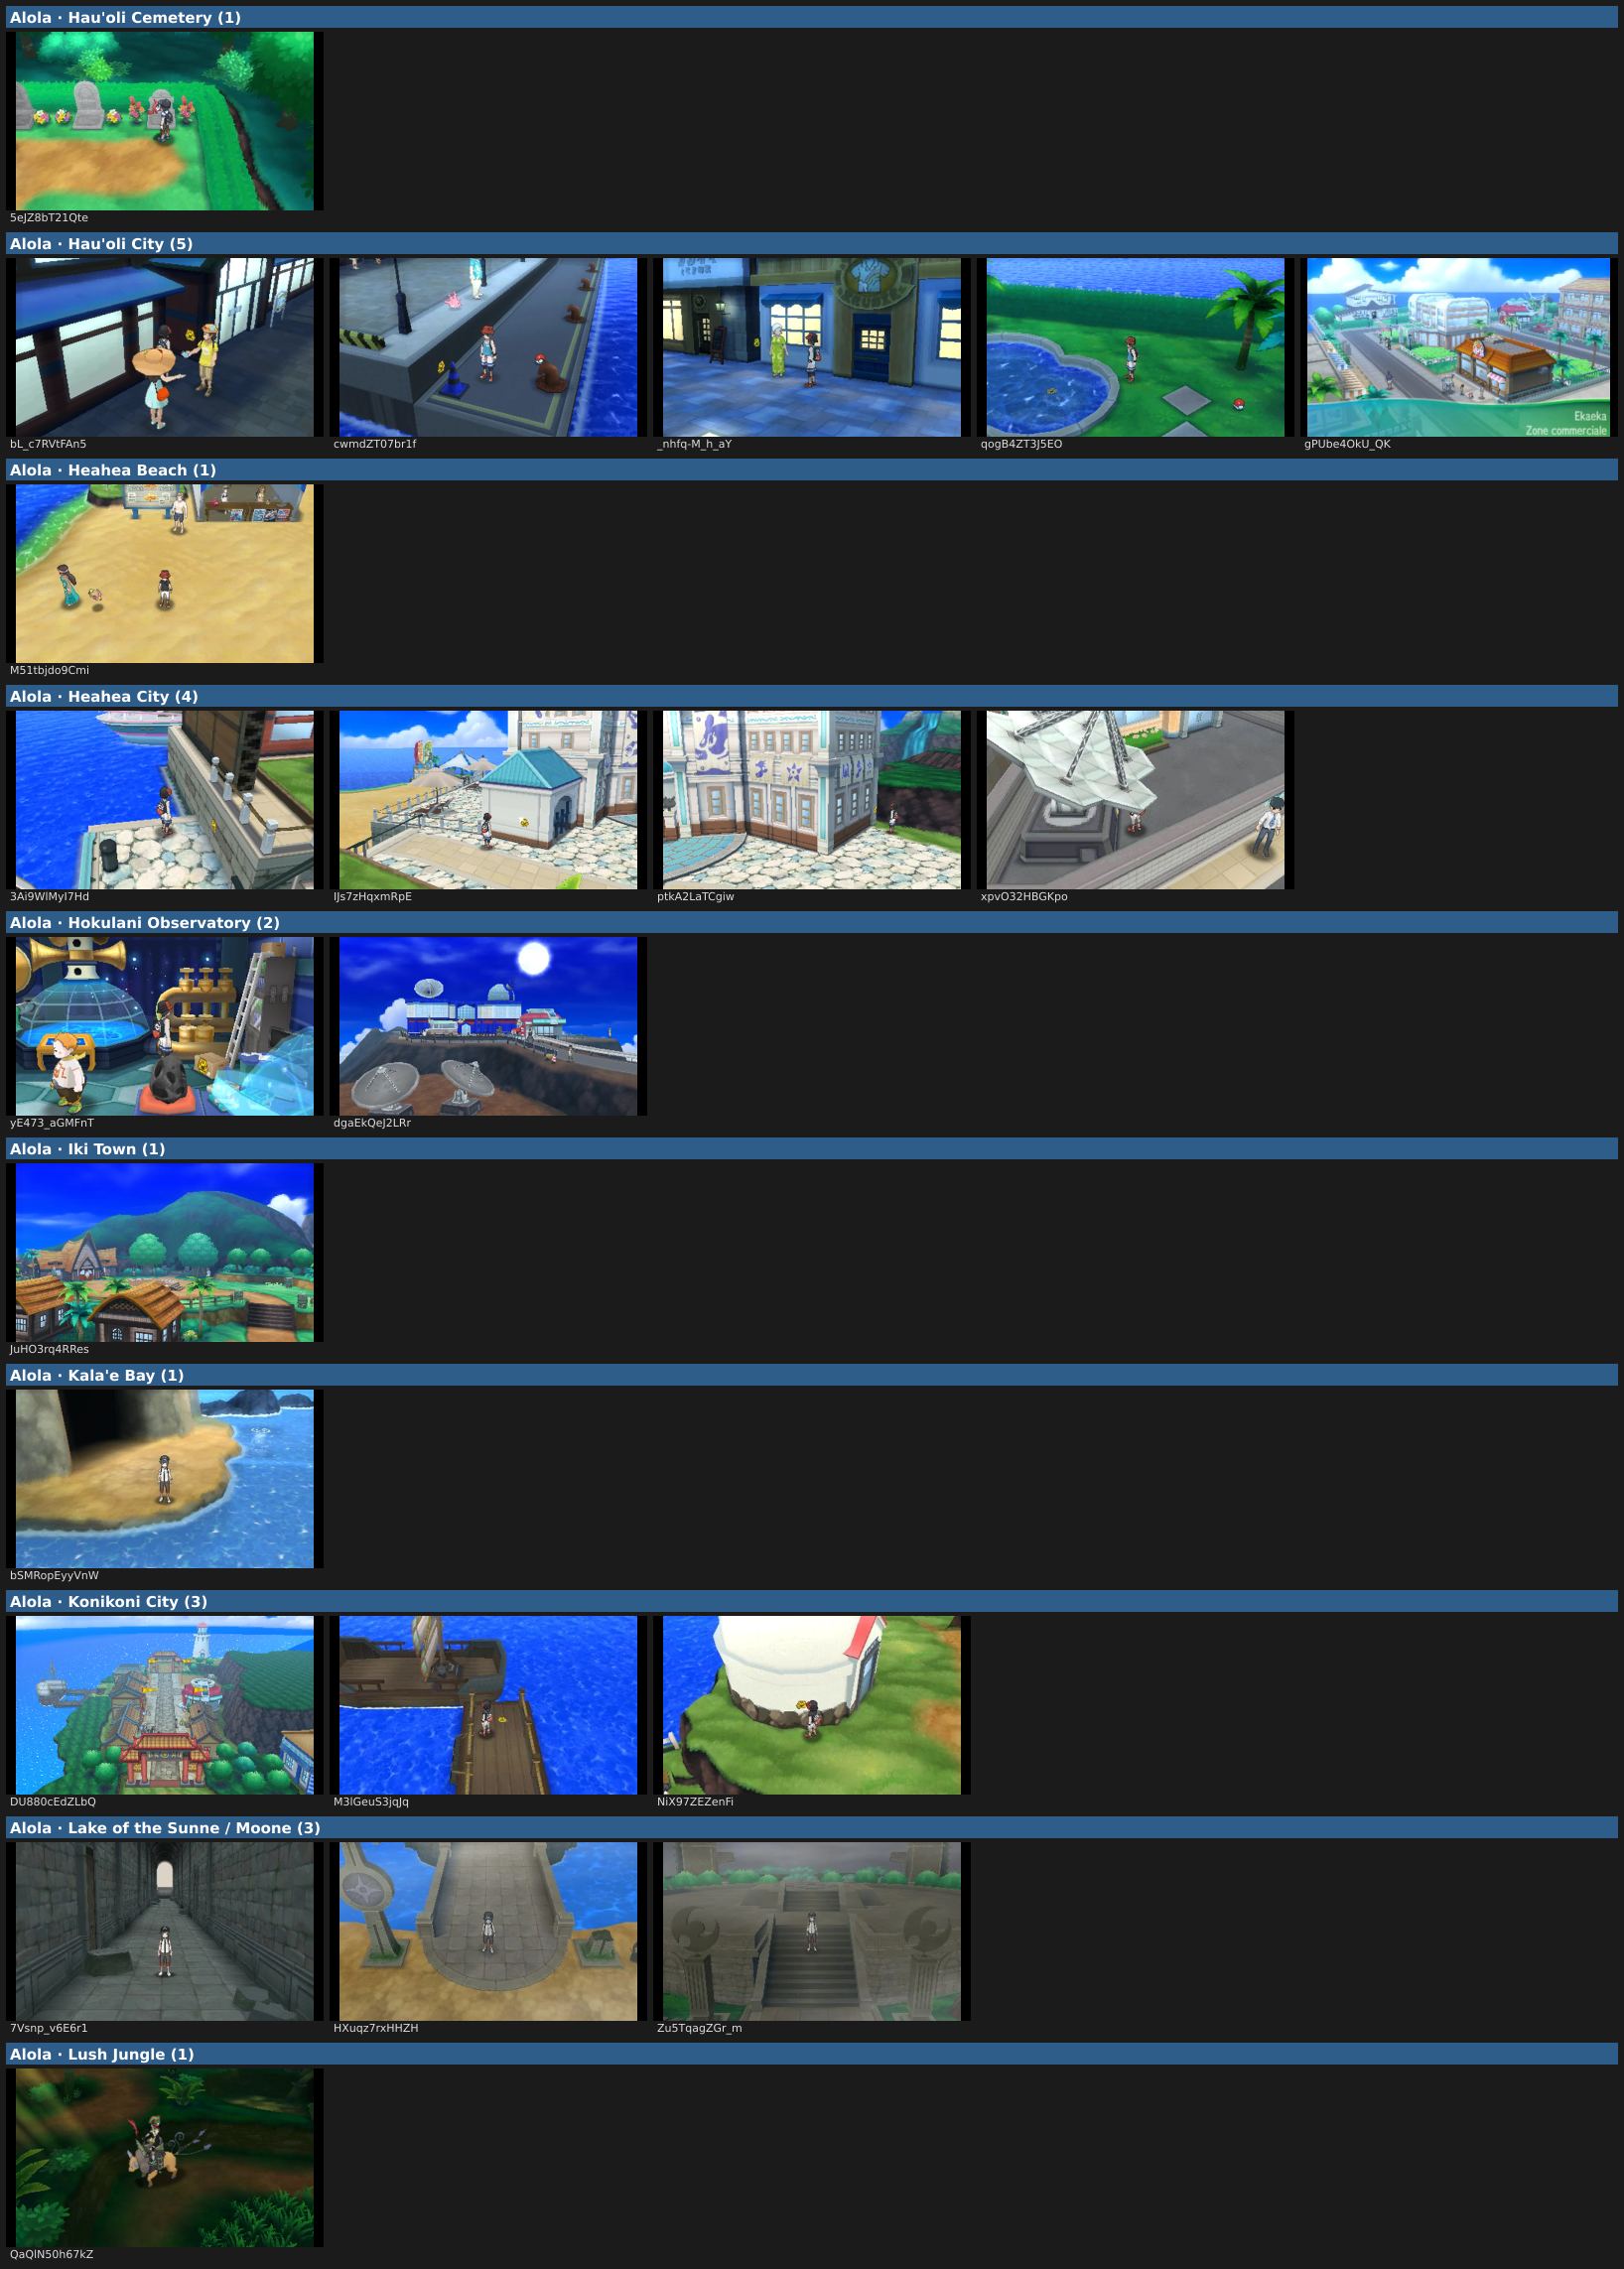 Alola · Hau'oli Cemetery (1)
5eJZ8bT21Qte
Alola · Hau'oli City (5)
Ekaeka
Zone commerciale
bL_c7RVtFAn5
cwmdZT07br1f
_nhfq-M_h_aY
qogB4ZT3J5EO
gPUbe4OkU_QK
Alola · Heahea Beach (1)
M51tbjdo9Cmi
Alola · Heahea City (4)
3Ai9WlMyI7Hd
IJs7zHqxmRpE
ptkA2LaTCgiw
xpvO32HBGKpo
Alola · Hokulani Observatory (2)
yE473_aGMFnT
dgaEkQeJ2LRr
Alola · Iki Town (1)
JuHO3rq4RRes
Alola · Kala'e Bay (1)
bSMRopEyyVnW
Alola · Konikoni City (3)
DU880cEdZLbQ
M3lGeuS3jqJq
NiX97ZEZenFi
Alola · Lake of the Sunne / Moone (3)
7Vsnp_v6E6r1
HXuqz7rxHHZH
Zu5TqagZGr_m
Alola · Lush Jungle (1)
QaQlN50h67kZ